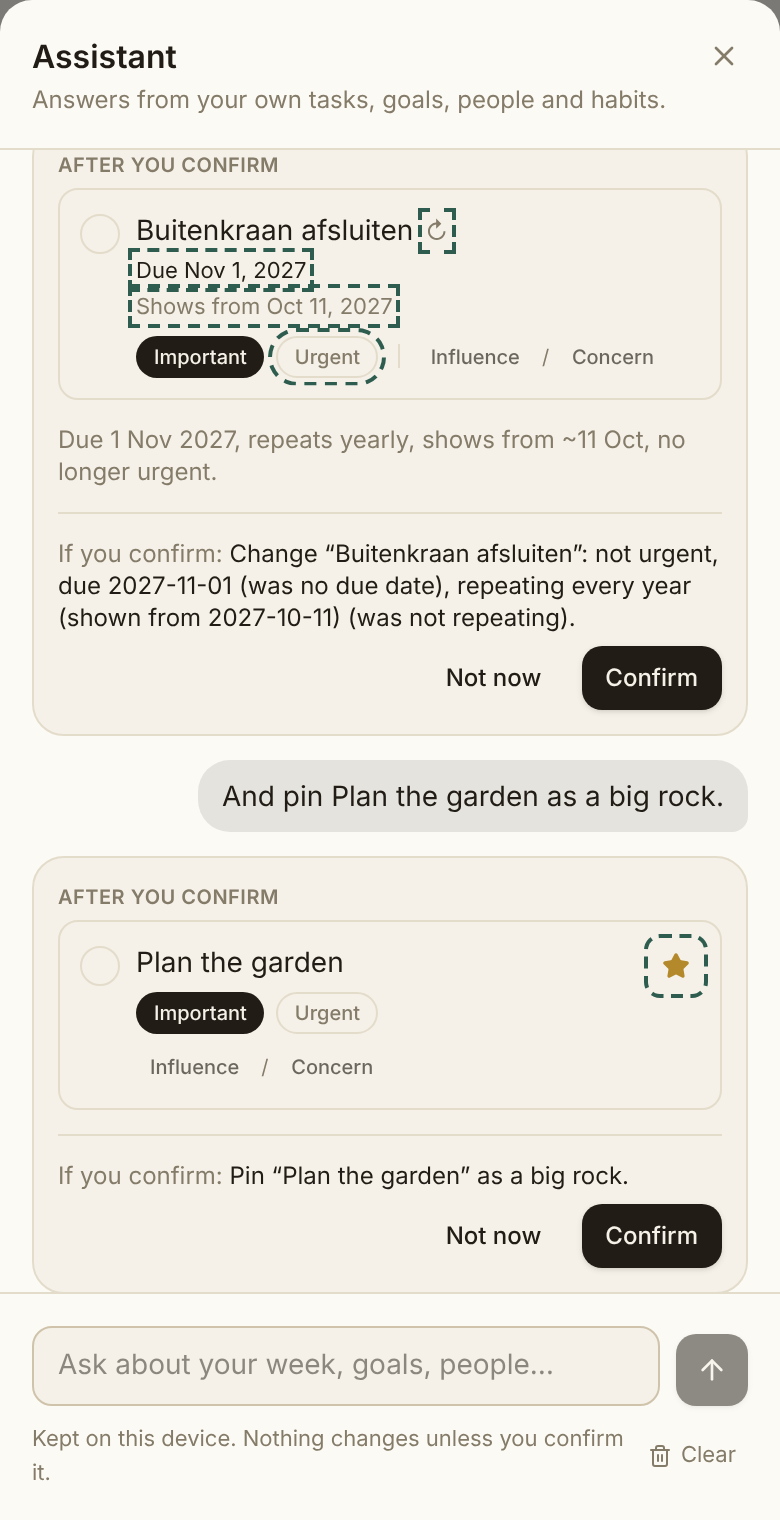 Assistant
Answers from your own tasks, goals, people and habits.
AFTER YOU CONFIRM
Buitenkraan afsluiten
Due Nov 1, 2027
Shows from Oct 11, 2027
Important Urgent Influence / Concern
Due 1 Nov 2027, repeats yearly, shows from ~11 Oct, no
longer urgent.
If you confirm: Change “Buitenkraan afsluiten”: not urgent,
due 2027-11-01 (was no due date), repeating every year
(shown from 2027-10-11) (was not repeating).
Not now Confirm
And pin Plan the garden as a big rock.
AFTER YOU CONFIRM
Plan the garden
Important Urgent
Influence / Concern
If you confirm: Pin “Plan the garden” as a big rock.
Not now Confirm
Ask about your week, goals, people...
Kept on this device. Nothing changes unless you confirm
it.
Clear